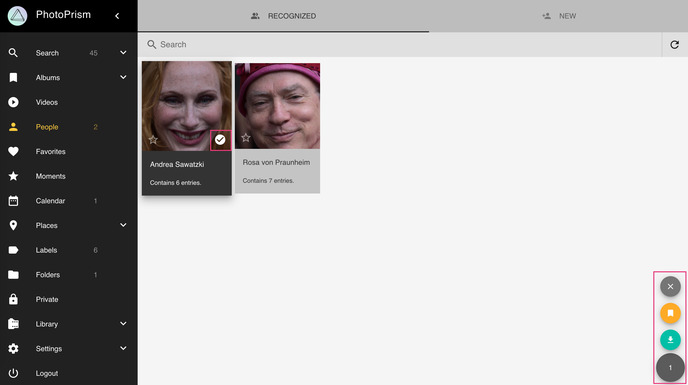 PhotoPrism
RECOGNIZED
NEW
Search 45
Search
Albums
Videos
People 2
Favorites
Moments
Calendar 1
Places
Labels 6
Folders 1
Private
Library
Settings
Logout
Andrea Sawatzki
Contains 6 entries.
Rosa von Praunheim
Contains 7 entries.
1